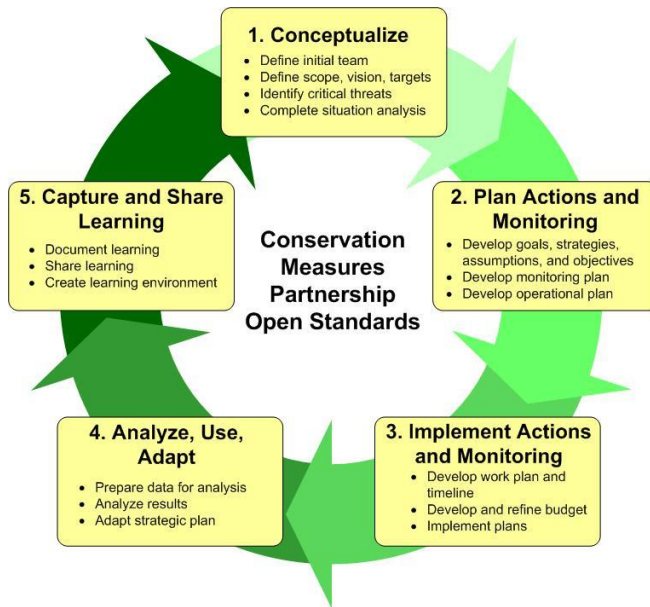 1. Conceptualize
• Define initial team
• Define scope, vision, targets
• Identify critical threats
• Complete situation analysis
2. Plan Actions and
Monitoring
• Develop goals, strategies,
assumptions, and objectives
• Develop monitoring plan
• Develop operational plan
3. Implement Actions
and Monitoring
• Develop work plan and
timeline
• Develop and refine budget
• Implement plans
4. Analyze, Use,
Adapt
• Prepare data for analysis
• Analyze results
• Adapt strategic plan
5. Capture and Share
Learning
• Document learning
• Share learning
• Create learning environment
Conservation
Measures
Partnership
Open Standards